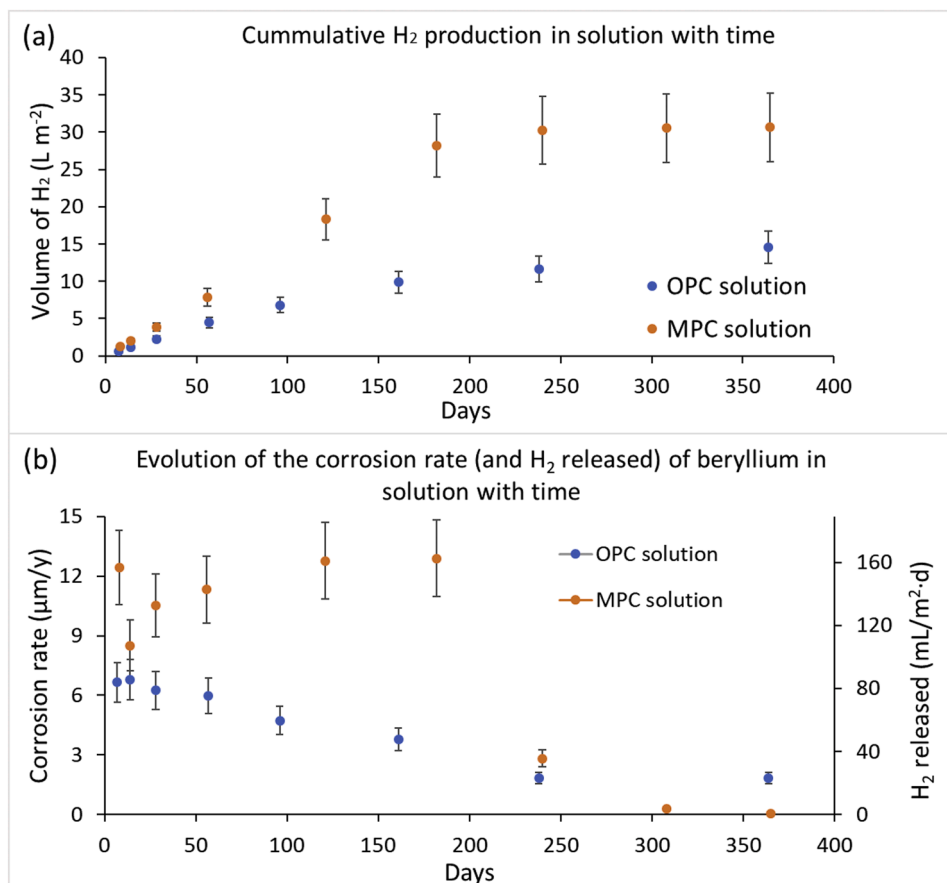 (a)
Cummulative H₂ production in solution with time
Volume of H₂ (L m⁻²)
40
35
30
25
20
15
10
5
0
0 50 100 150 200 250 300 350 400
Days
OPC solution
MPC solution
(b)
Evolution of the corrosion rate (and H₂ released) of beryllium in
solution with time
Corrosion rate (µm/y)
15
12
9
6
3
0
0 50 100 150 200 250 300 350 400
Days
OPC solution
MPC solution
160
120
80
40
0
H₂ released (mL/m²·d)